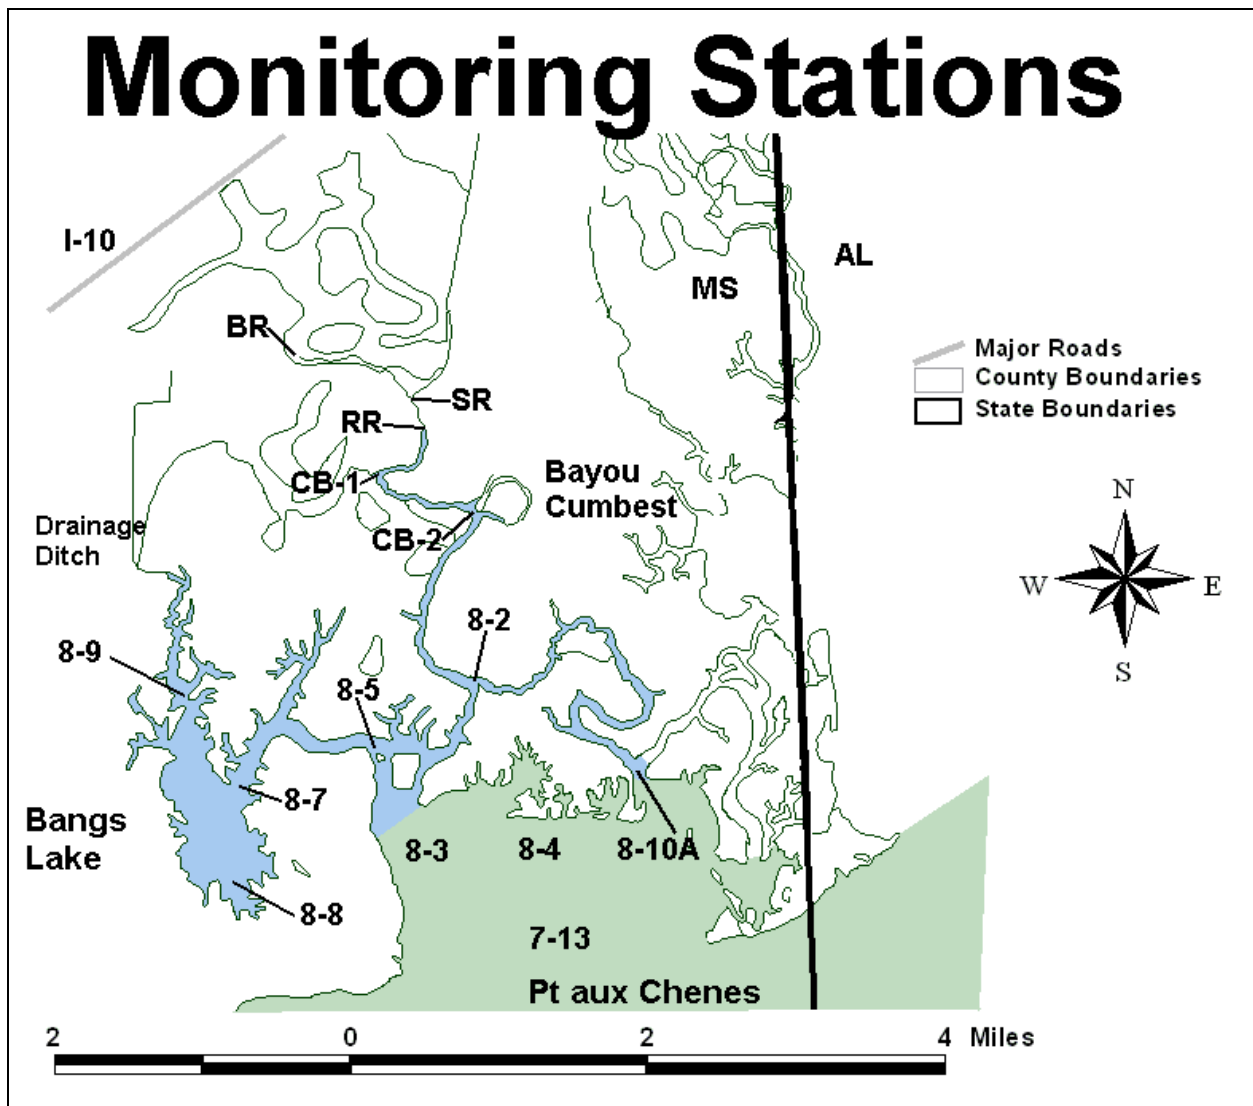 Monitoring Stations
I-10
AL
MS
BR
Major Roads
County Boundaries
State Boundaries
SR
RR
CB-1
Bayou
Cumbest
N
Drainage
Ditch
CB-2
W
E
8-2
8-9
S
8-5
8-7
Bangs
Lake
8-3
8-4
8-10A
8-8
7-13
Pt aux Chenes
2 0 2 4 Miles